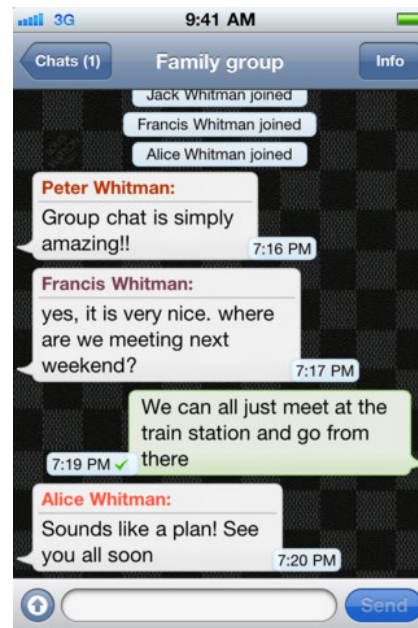 3G 9:41 AM
Chats (1) Family group Info
Jack Whitman joined
Francis Whitman joined
Alice Whitman joined
Peter Whitman:
Group chat is simply
amazing!!
7:16 PM
Francis Whitman:
yes, it is very nice. where
are we meeting next
weekend?
7:17 PM
We can all just meet at the
train station and go from
there
7:19 PM
Alice Whitman:
Sounds like a plan! See
you all soon
7:20 PM
Send